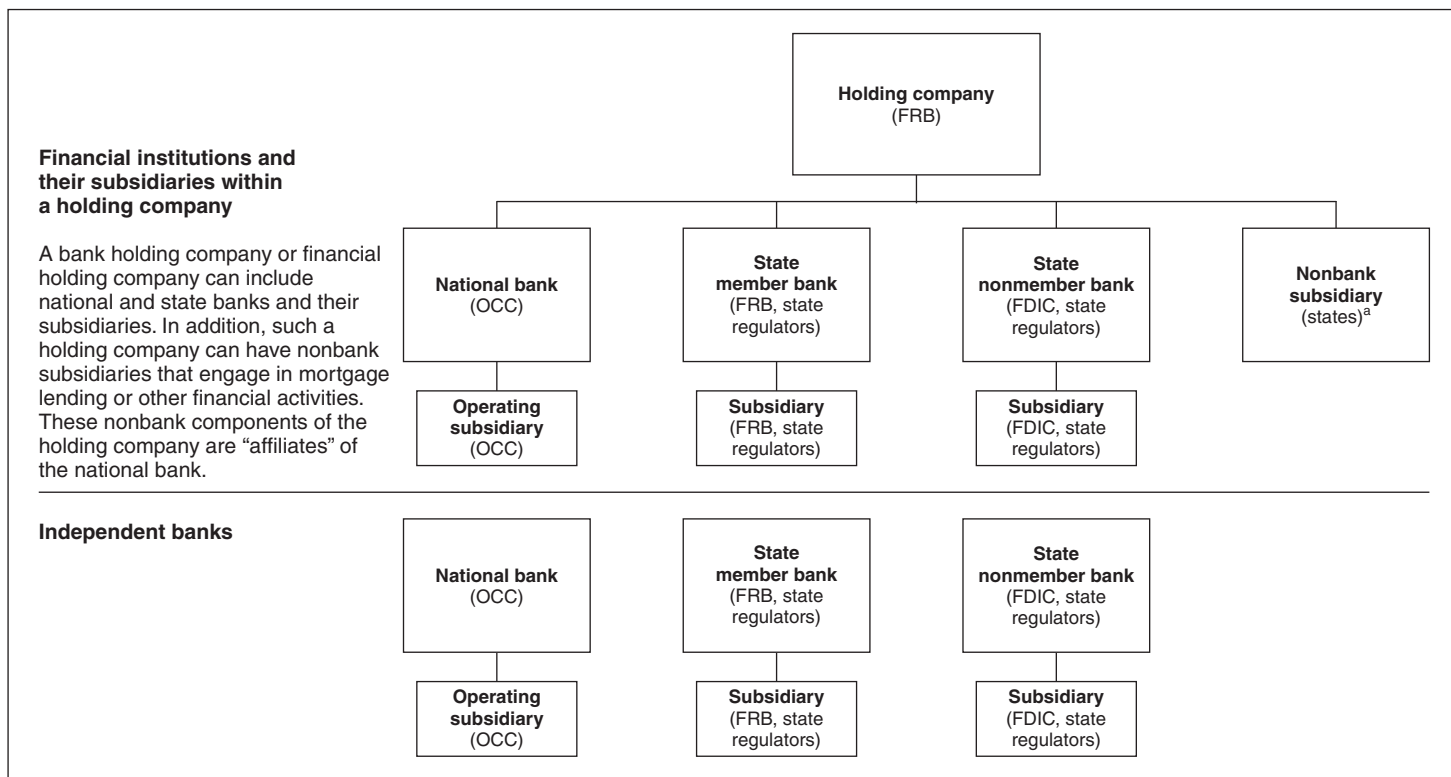 Holding company
(FRB)
Financial institutions and
their subsidiaries within
a holding company
A bank holding company or financial
holding company can include
national and state banks and their
subsidiaries. In addition, such a
holding company can have nonbank
subsidiaries that engage in mortgage
lending or other financial activities.
These nonbank components of the
holding company are “affiliates” of
the national bank.
National bank
(OCC)
State
member bank
(FRB, state
regulators)
State
nonmember bank
(FDIC, state
regulators)
Nonbank
subsidiary
(states)a
Operating
subsidiary
(OCC)
Subsidiary
(FRB, state
regulators)
Subsidiary
(FDIC, state
regulators)
Independent banks
National bank
(OCC)
State
member bank
(FRB, state
regulators)
State
nonmember bank
(FDIC, state
regulators)
Operating
subsidiary
(OCC)
Subsidiary
(FRB, state
regulators)
Subsidiary
(FDIC, state
regulators)